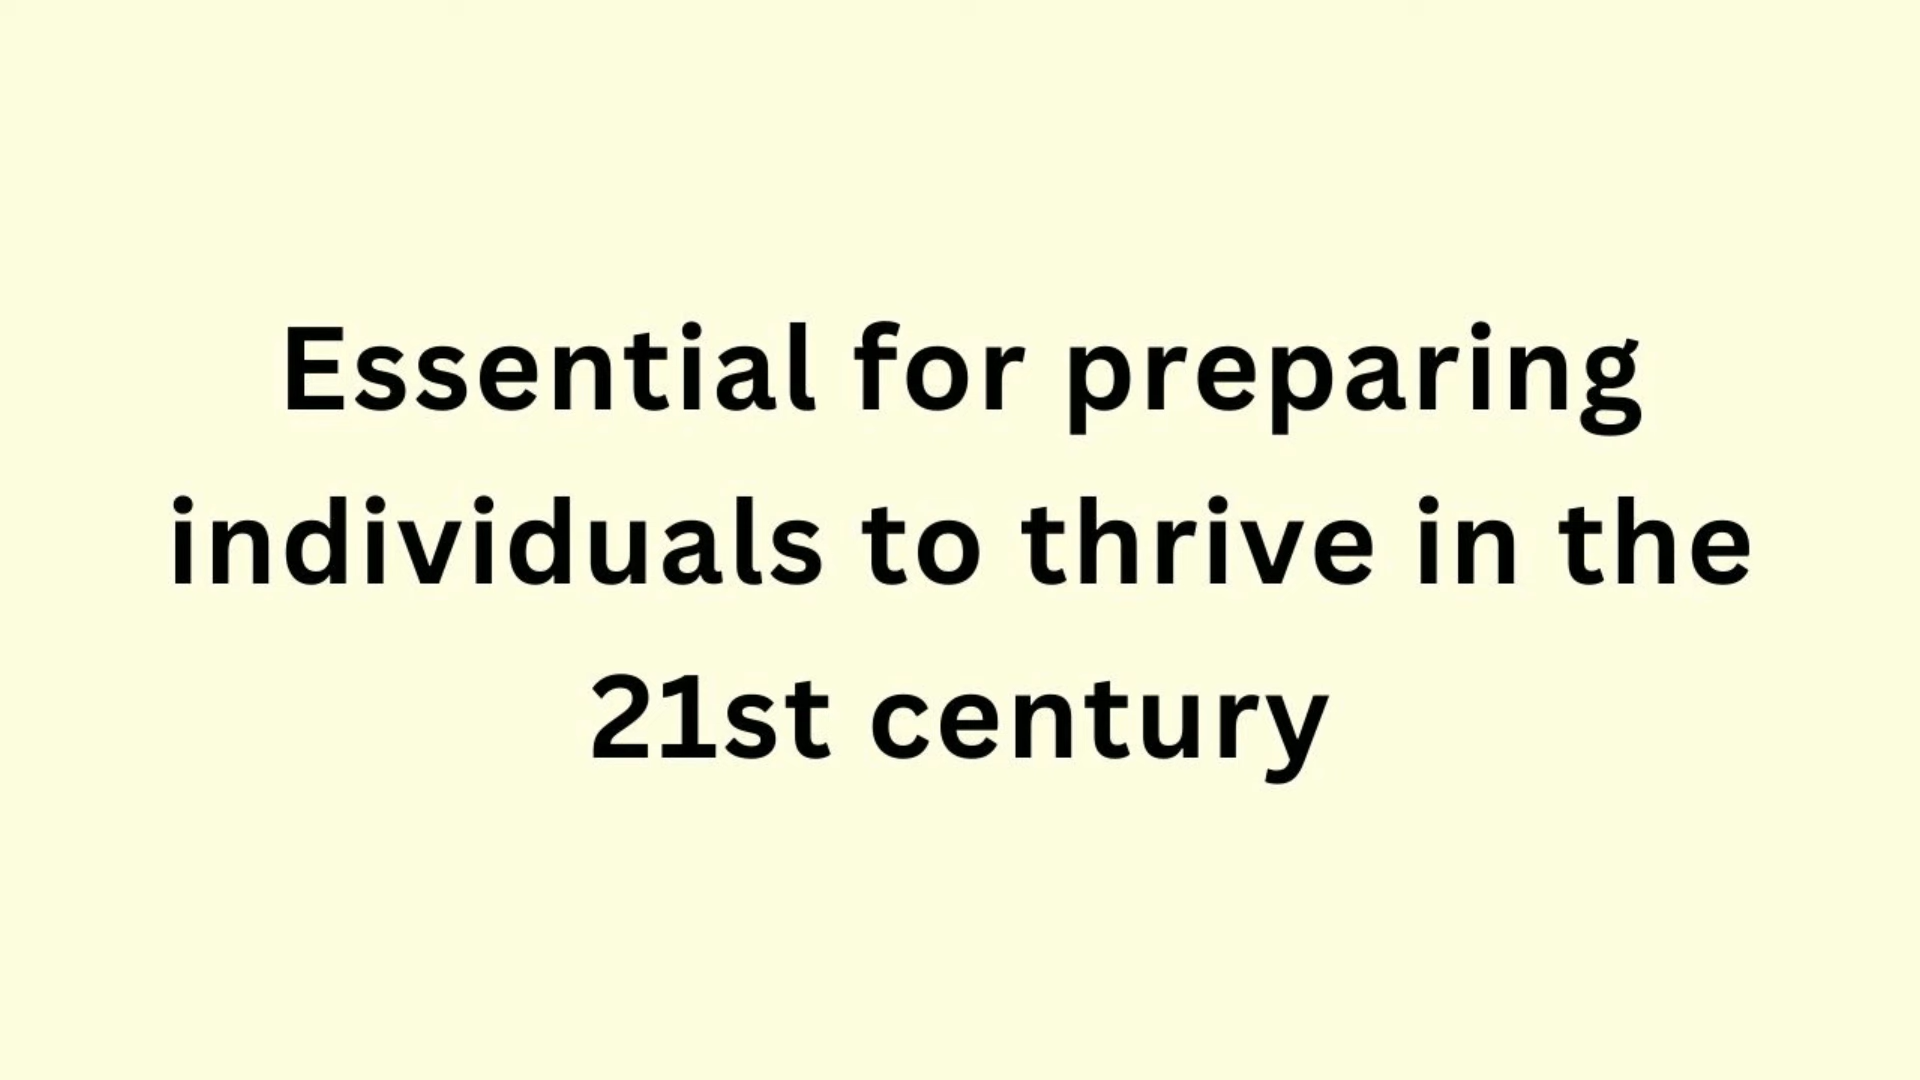 Essential for preparing
individuals to thrive in the
21st century